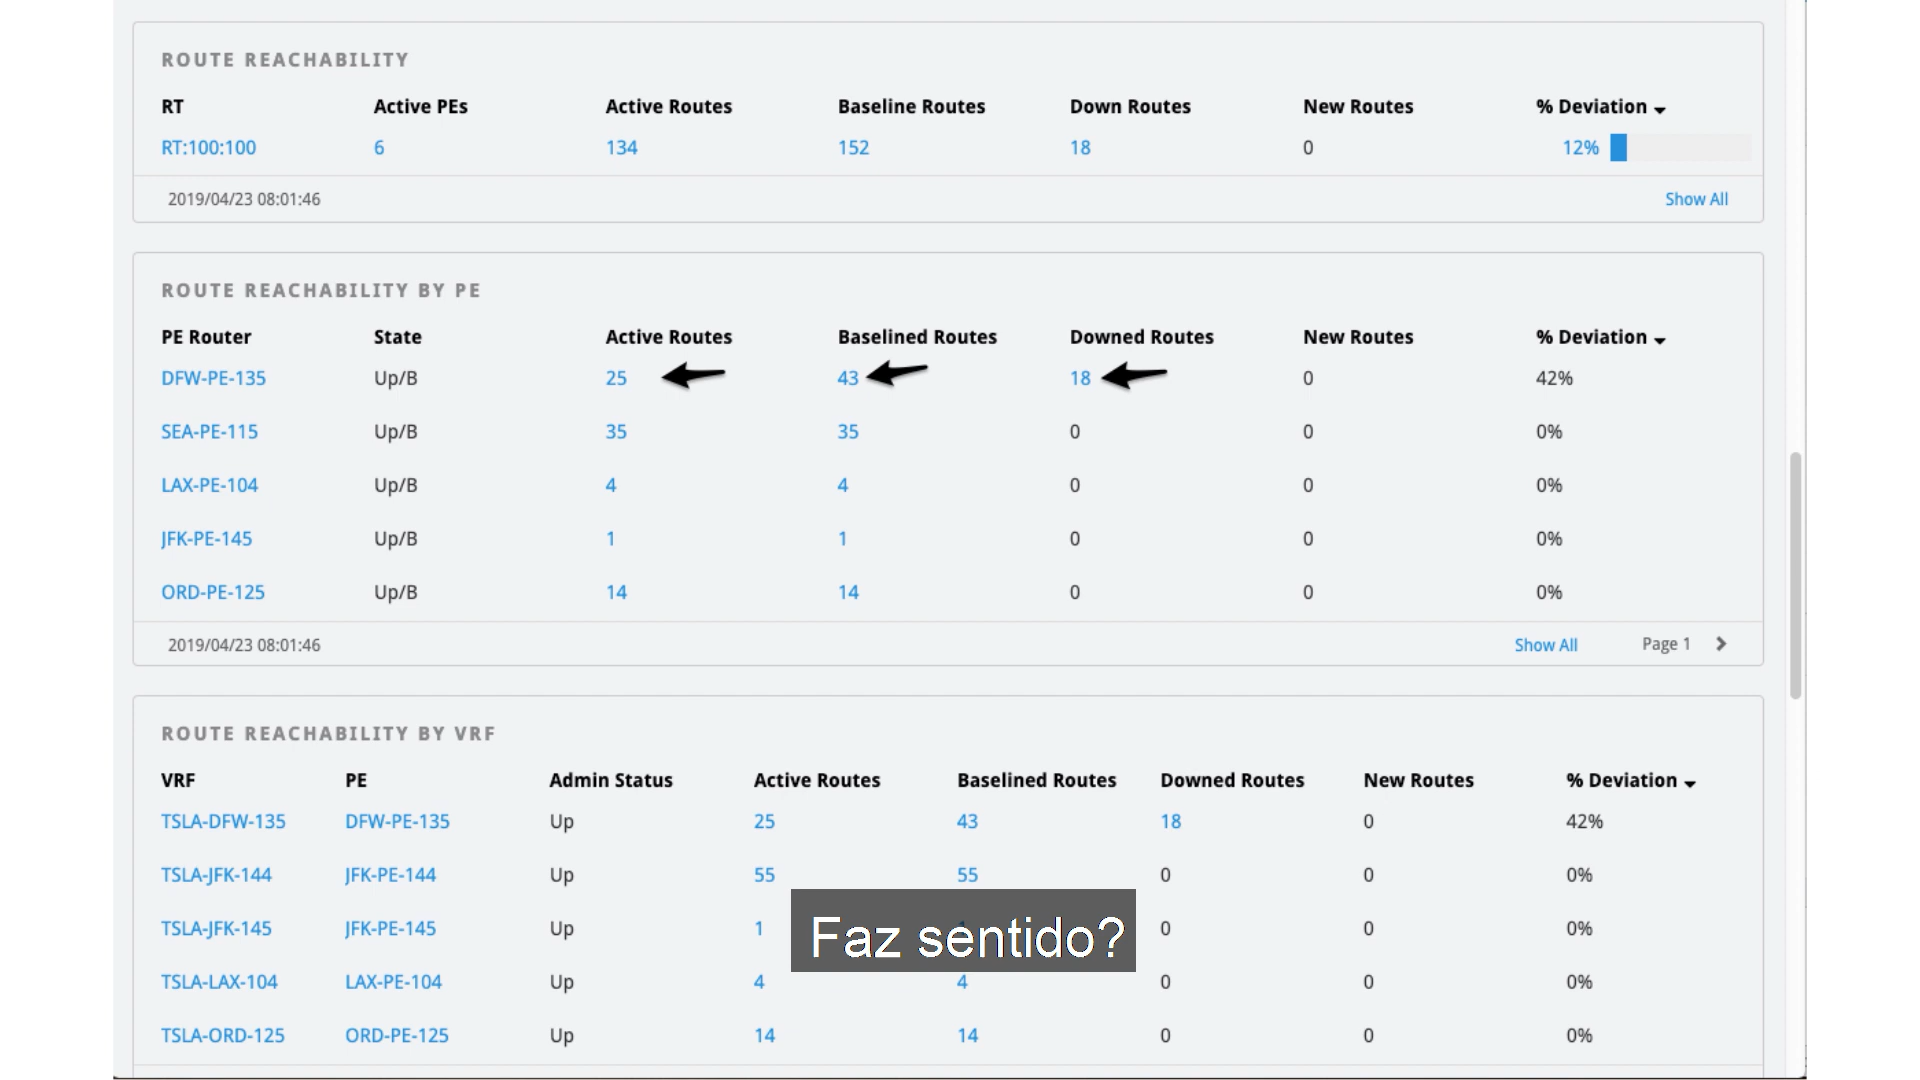 ROUTE REACHABILITY
RT Active PEs Active Routes Baseline Routes Down Routes New Routes % Deviation
RT:100:100 6 134 152 18 0 12%
2019/04/23 08:01:46 Show All
ROUTE REACHABILITY BY PE
PE Router State Active Routes Baselined Routes Downed Routes New Routes % Deviation
DFW-PE-135 Up/B 25 43 18 0 42%
SEA-PE-115 Up/B 35 35 0 0 0%
LAX-PE-104 Up/B 4 4 0 0 0%
JFK-PE-145 Up/B 1 1 0 0 0%
ORD-PE-125 Up/B 14 14 0 0 0%
2019/04/23 08:01:46 Show All Page 1
ROUTE REACHABILITY BY VRF
VRF PE Admin Status Active Routes Baselined Routes Downed Routes New Routes % Deviation
TSLA-DFW-135 DFW-PE-135 Up 25 43 18 0 42%
TSLA-JFK-144 JFK-PE-144 Up 55 55 0 0 0%
TSLA-JFK-145 JFK-PE-145 Up 1 0 0 0%
Faz sentido?
TSLA-LAX-104 LAX-PE-104 Up 4 4 0 0 0%
TSLA-ORD-125 ORD-PE-125 Up 14 14 0 0 0%